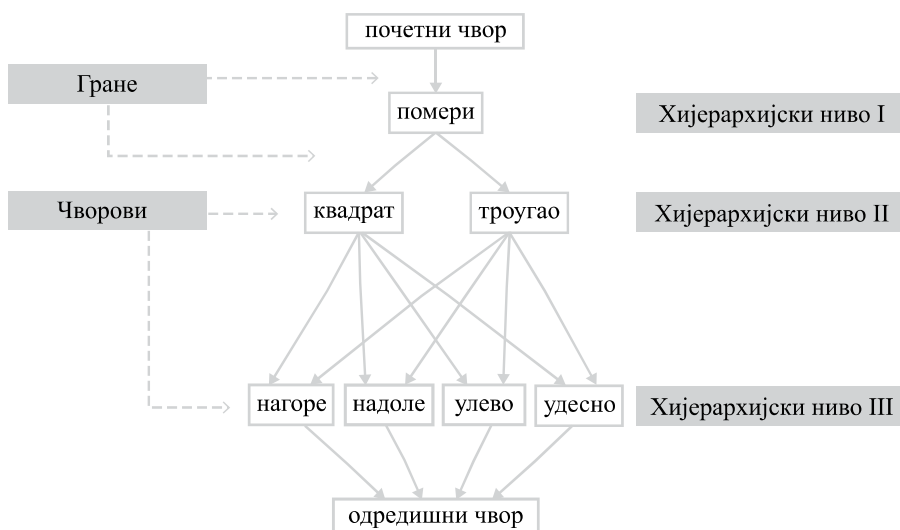 почетни чвор
Гране
помери
Хијерархијски ниво I
Чворови
квадрат
троугао
Хијерархијски ниво II
нагоре
надоле
улево
удесно
Хијерархијски ниво III
одредишни чвор